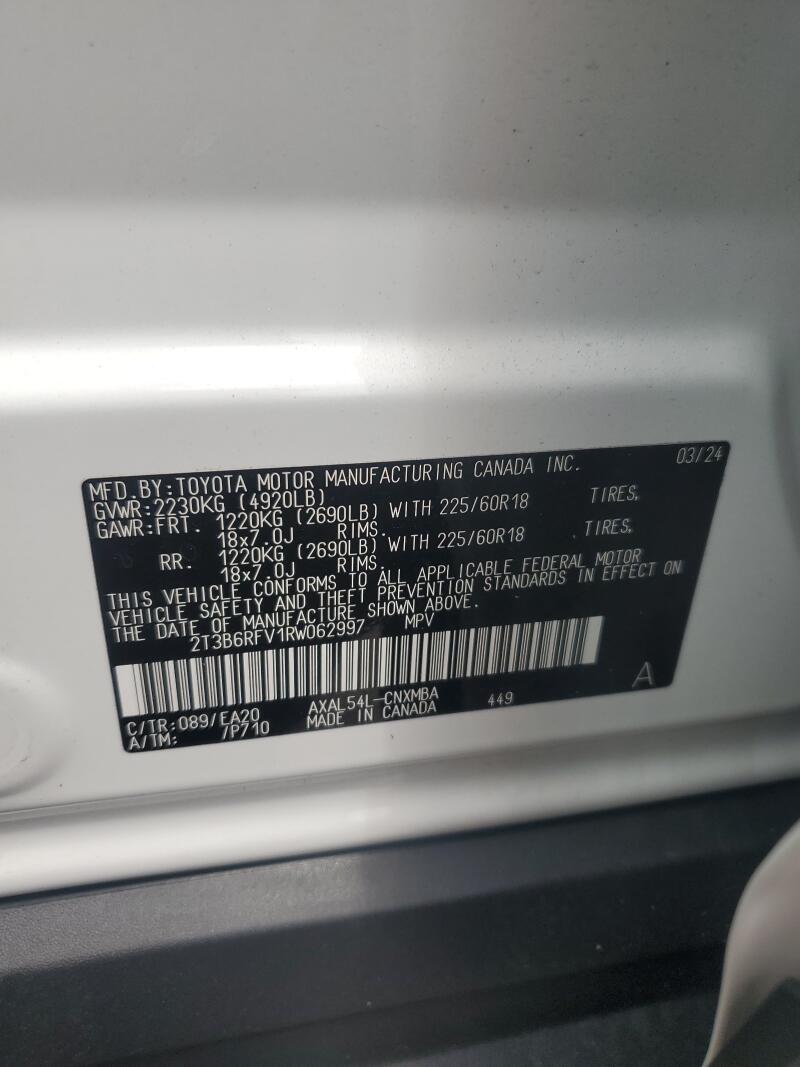 MFD.BY:TOYOTA MOTOR MANUFACTURING CANADA INC. 03/24
GVWR:2230KG (4920LB)
GAWR:FRT. 1220KG (2690LB) WITH 225/60R18 TIRES,
18x7.0J RIMS.
RR. 1220KG (2690LB) WITH 225/60R18 TIRES,
18x7.0J RIMS.
THIS VEHICLE CONFORMS TO ALL APPLICABLE FEDERAL MOTOR
VEHICLE SAFETY AND THEFT PREVENTION STANDARDS IN EFFECT ON
THE DATE OF MANUFACTURE SHOWN ABOVE.
2T3B6RFV1RW062997 MPV
C/TR:089/EA20 AXAL54L-CNXMBA 449
A/TM: /P710 MADE IN CANADA
A